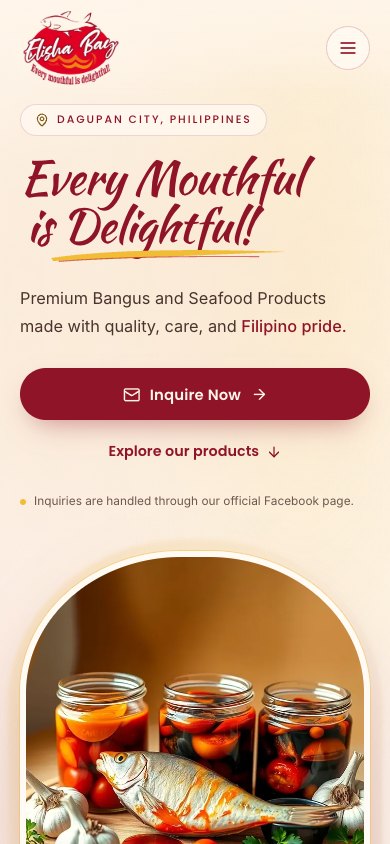 Elisha Baz
Every mouthful is delightful!
DAGUPAN CITY, PHILIPPINES
Every Mouthful
is Delightful!
Premium Bangus and Seafood Products
made with quality, care, and Filipino pride.
Inquire Now
Explore our products
Inquiries are handled through our official Facebook page.